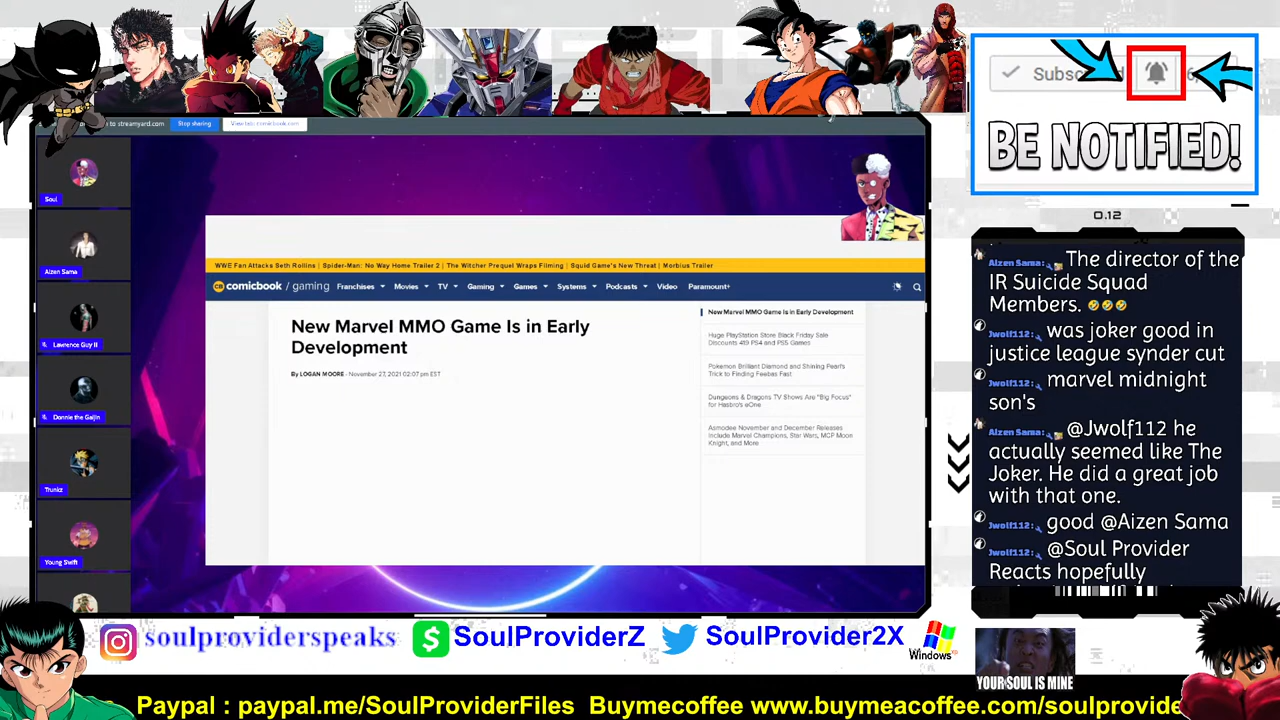 Subsc
BE NOTIFIED!
to streamyard.com
Stop sharing
Soul
Aizen Sama
Lawrence Guy II
Donnie the Gaijin
Trunkz
Young Swift
WWE Fan Attacks Seth Rollins | Spider-Man: No Way Home Trailer 2 | The Witcher Prequel Wraps Filming | Squid Game's New Threat | Morbius Trailer
CB comicbook / gaming Franchises Movies TV Gaming Games Systems Podcasts Video Paramount+
New Marvel MMO Game Is in Early
Development
By LOGAN MOORE - November 27, 2021 02:07 pm EST
New Marvel MMO Game Is in Early Development
Huge PlayStation Store Black Friday Sale
Discounts 419 PS4 and PS5 Games
Pokemon Brilliant Diamond and Shining Pearl's
Trick to Finding Feebas Fast
Dungeons & Dragons TV Shows Are "Big Focus"
for Hasbro's eOne
Asmodee November and December Releases
Include Marvel Champions, Star Wars, MCP Moon
Knight, and More
0.12
Aizen Sama: The director of the
IR Suicide Squad
Members. 🤣🤣🤣
Jwolf112: was joker good in
justice league synder cut
Jwolf112: marvel midnight
son's
Aizen Sama: @Jwolf112 he
actually seemed like The
Joker. He did a great job
with that one.
Jwolf112: good @Aizen Sama
Jwolf112: @Soul Provider
Reacts hopefully
soulproviderspeaks
$ SoulProviderZ
SoulProvider2X
Windows
YOUR SOUL IS MINE
Paypal : paypal.me/SoulProviderFiles Buymecoffee www.buymeacoffee.com/soulprovide